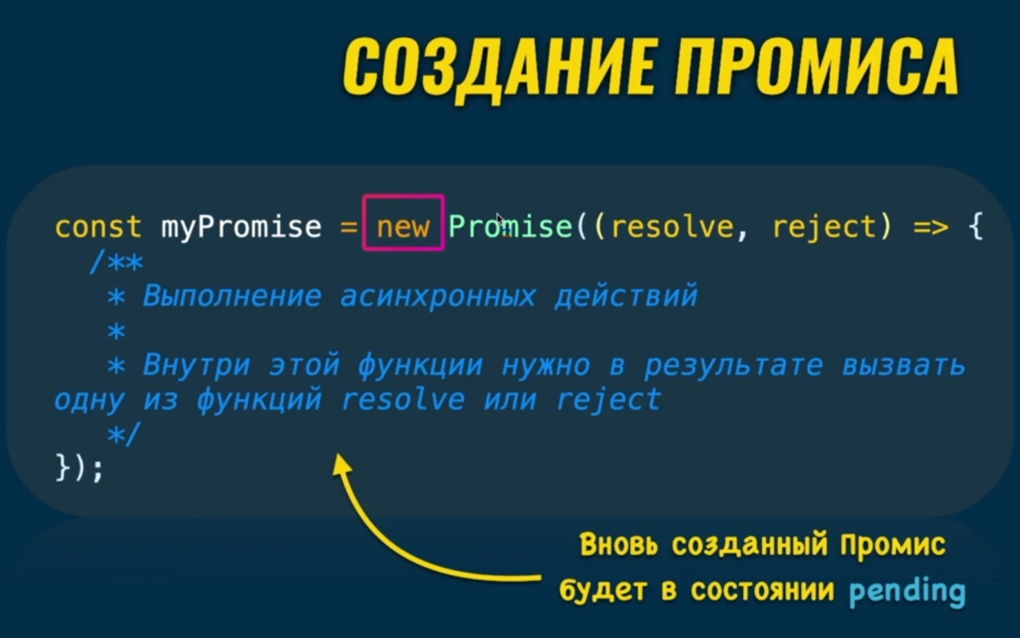 СОЗДАНИЕ ПРОМИСА
const myPromise = new Promise((resolve, reject) => {
/**
* Выполнение асинхронных действий
*
* Внутри этой функции нужно в результате вызвать
одну из функций resolve или reject
*/
});
Вновь созданный Промис
будет в состоянии pending